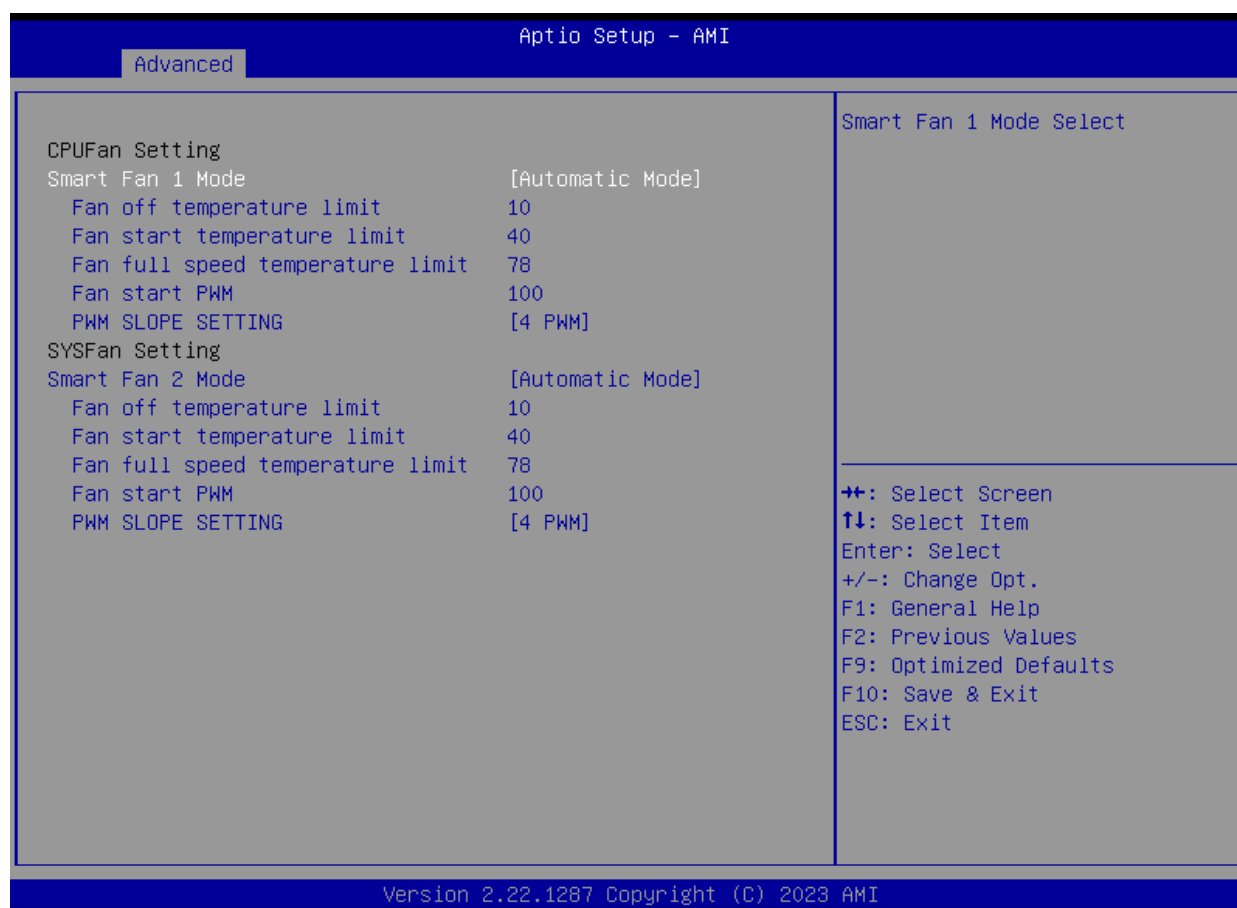 Aptio Setup – AMI
Advanced
CPUFan Setting
Smart Fan 1 Mode [Automatic Mode]
Fan off temperature limit 10
Fan start temperature limit 40
Fan full speed temperature limit 78
Fan start PWM 100
PWM SLOPE SETTING [4 PWM]
SYSFan Setting
Smart Fan 2 Mode [Automatic Mode]
Fan off temperature limit 10
Fan start temperature limit 40
Fan full speed temperature limit 78
Fan start PWM 100
PWM SLOPE SETTING [4 PWM]
Smart Fan 1 Mode Select
→←: Select Screen
↑↓: Select Item
Enter: Select
+/-: Change Opt.
F1: General Help
F2: Previous Values
F9: Optimized Defaults
F10: Save & Exit
ESC: Exit
Version 2.22.1287 Copyright (C) 2023 AMI